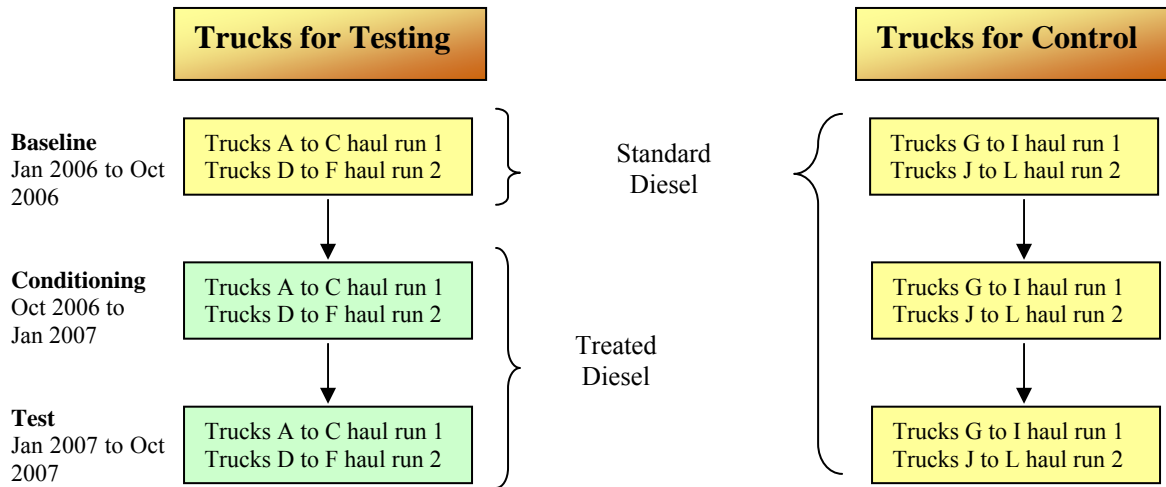 Trucks for Testing
Trucks for Control
Baseline
Jan 2006 to Oct
2006
Trucks A to C haul run 1
Trucks D to F haul run 2
Standard
Diesel
Trucks G to I haul run 1
Trucks J to L haul run 2
Conditioning
Oct 2006 to
Jan 2007
Trucks A to C haul run 1
Trucks D to F haul run 2
Treated
Diesel
Trucks G to I haul run 1
Trucks J to L haul run 2
Test
Jan 2007 to Oct
2007
Trucks A to C haul run 1
Trucks D to F haul run 2
Trucks G to I haul run 1
Trucks J to L haul run 2